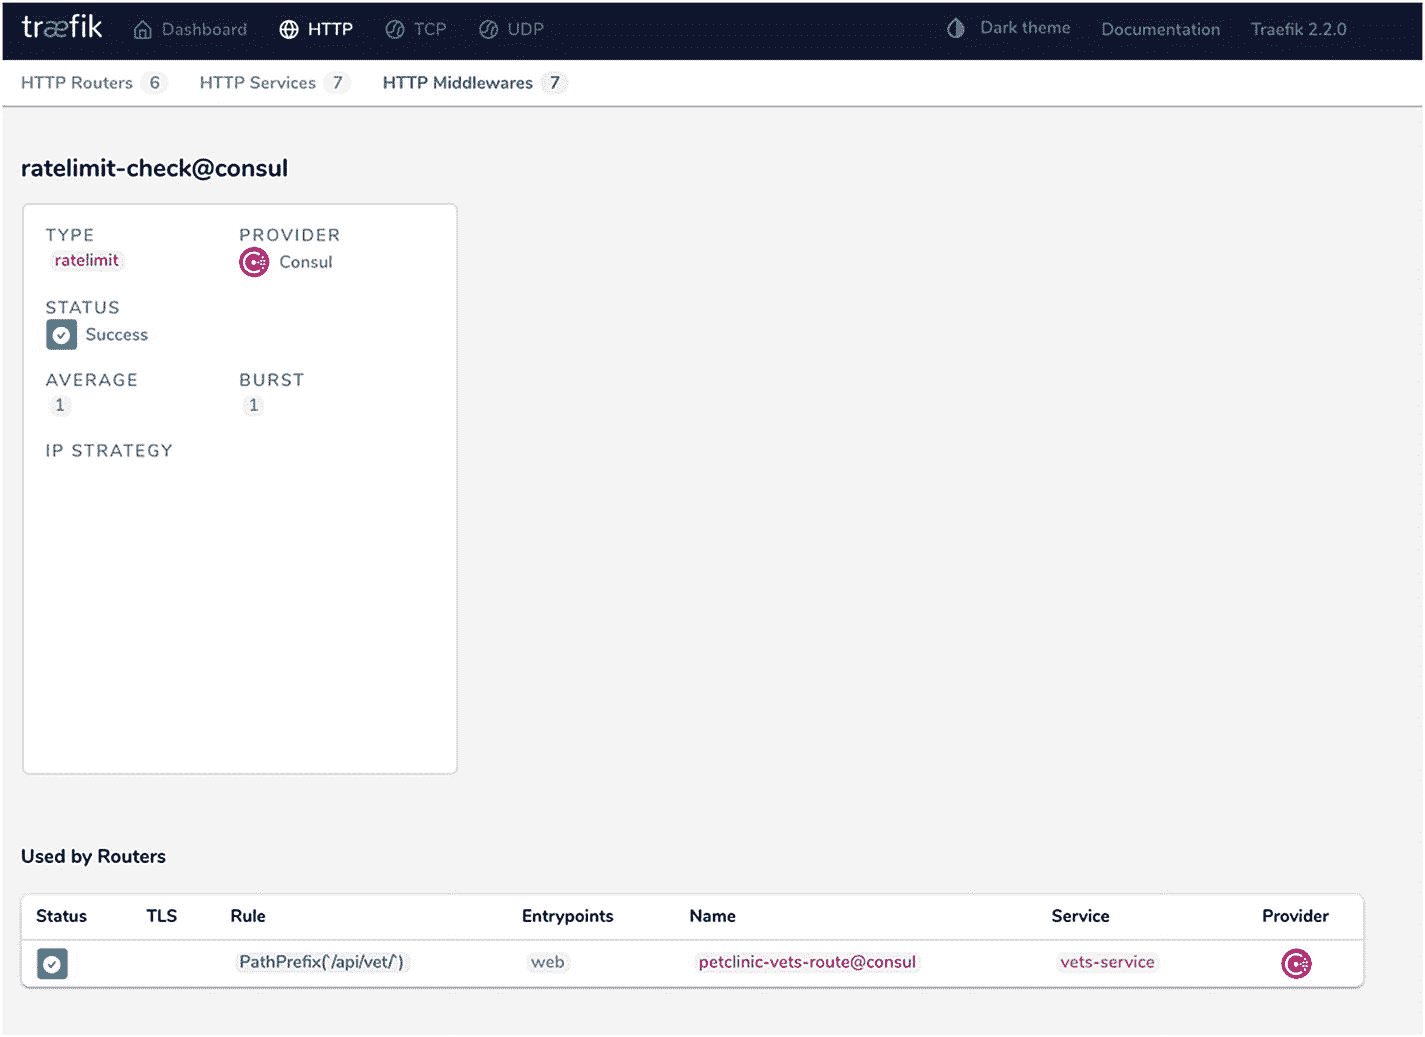 træfik Dashboard HTTP TCP UDP Dark theme Documentation Traefik 2.2.0
HTTP Routers 6 HTTP Services 7 HTTP Middlewares 7
ratelimit-check@consul
TYPE PROVIDER
ratelimit Consul
STATUS
Success
AVERAGE BURST
1 1
IP STRATEGY
Used by Routers
Status TLS Rule Entrypoints Name Service Provider
PathPrefix(`/api/vet/`) web petclinic-vets-route@consul vets-service